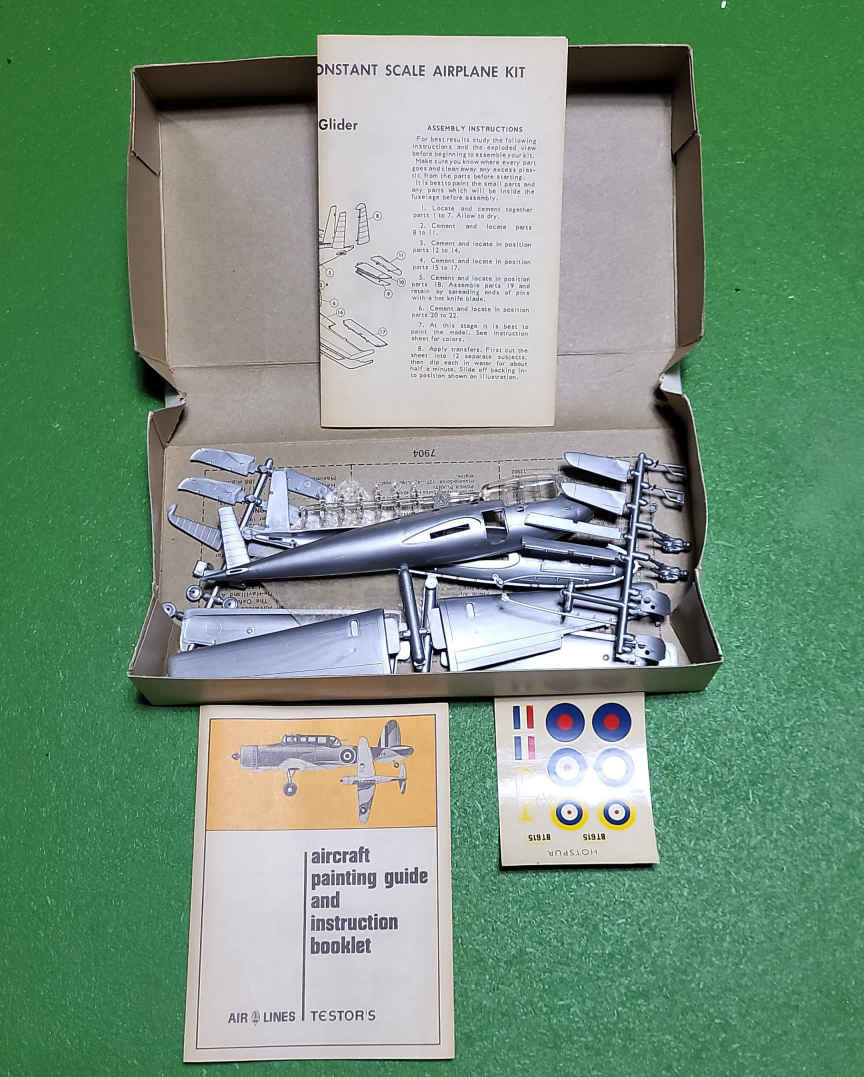 ONSTANT SCALE AIRPLANE KIT
Glider
ASSEMBLY INSTRUCTIONS
For best results study the following
instructions and the exploded view
before beginning to assemble your kit.
Make sure you know where every part
goes and clean away any excess plas-
tic from the parts before starting.
It is best to paint the small parts and
any parts which will be inside the
fuselage before assembly.
1. Locate and cement together
parts 1 to 7. Allow to dry.
2. Cement and locate parts
8 to 11.
3. Cement and locate in position
parts 12 to 14.
4. Cement and locate in position
parts 15 to 17.
5. Cement and locate in position
parts 18. Assemble parts 19 and
retain by spreading ends of pins
with a hot knife blade.
6. Cement and locate in position
parts 20 to 22.
7. At this stage it is best to
paint the model. See instruction
sheet for colors.
8. Apply transfers. First cut the
sheet into 12 separate subjects,
then dip each in water for about
half a minute. Slide off backing in-
to position shown on illustration.
8
11
10
9
17
7904
BT615
BT615
HOTSPUR
aircraft
painting guide
and
instruction
booklet
AIR LINES
TESTOR'S